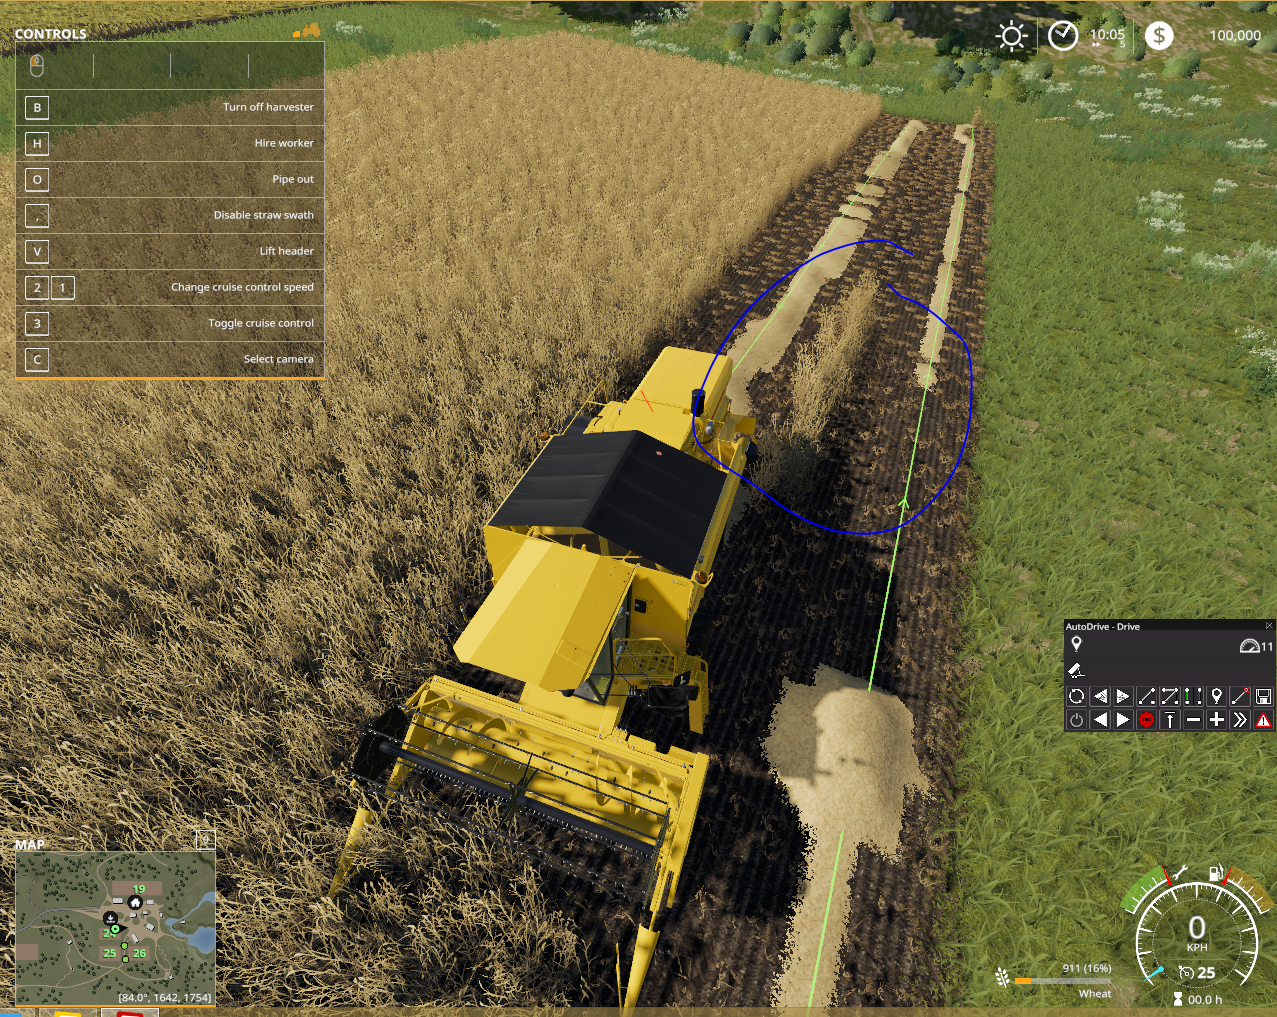 CONTROLS
B Turn off harvester
H Hire worker
O Pipe out
, Disable straw swath
V Lift header
2 1 Change cruise control speed
3 Toggle cruise control
C Select camera
10:05
5
$ 100,000
AutoDrive - Drive
11
MAP
19
25 26
[84.0°, 1642, 1754]
0
KPH
25
911 (16%)
Wheat
00.0 h